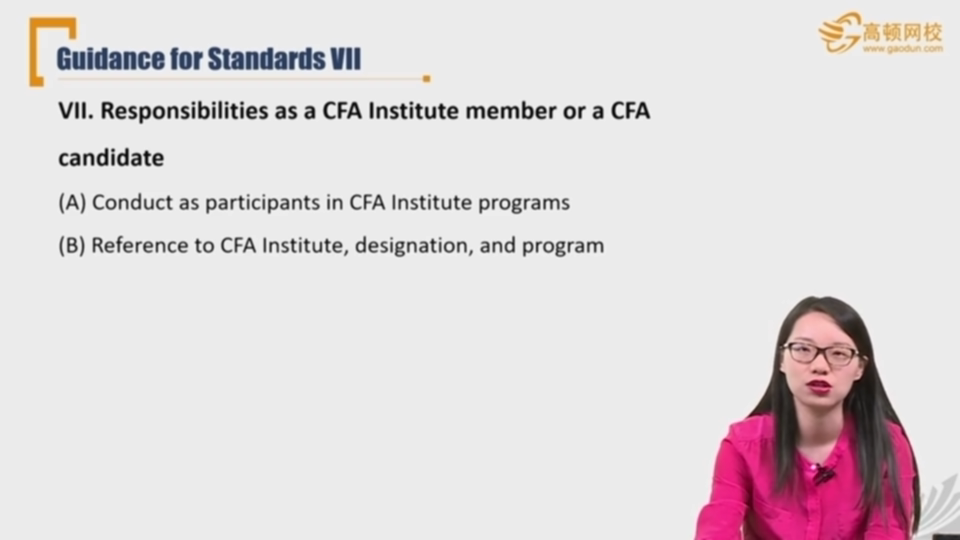 Guidance for Standards VII
高顿网校
www.gaodun.com
VII. Responsibilities as a CFA Institute member or a CFA
candidate
(A) Conduct as participants in CFA Institute programs
(B) Reference to CFA Institute, designation, and program